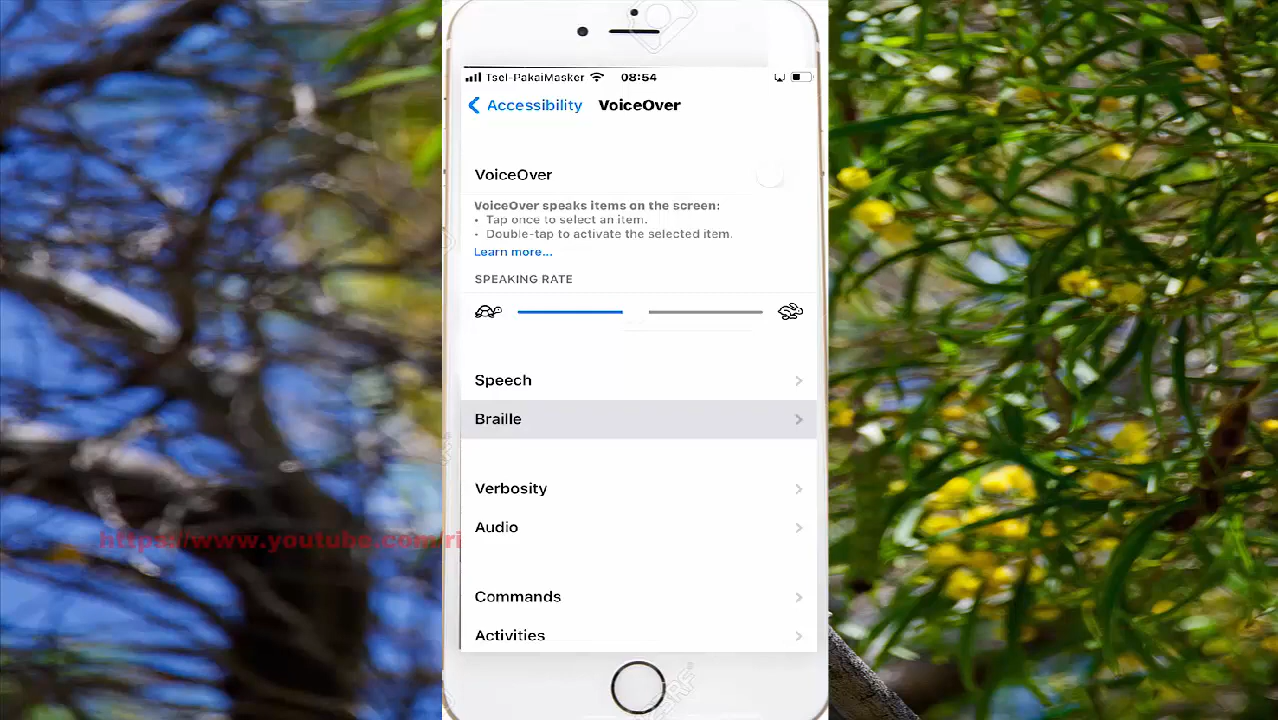 Tsel-PakaiMasker 08:54
Accessibility VoiceOver
VoiceOver
VoiceOver speaks items on the screen:
• Tap once to select an item.
• Double-tap to activate the selected item.
Learn more...
SPEAKING RATE
Speech
Braille
Verbosity
Audio
https://www.youtube.com/ri
Commands
Activities